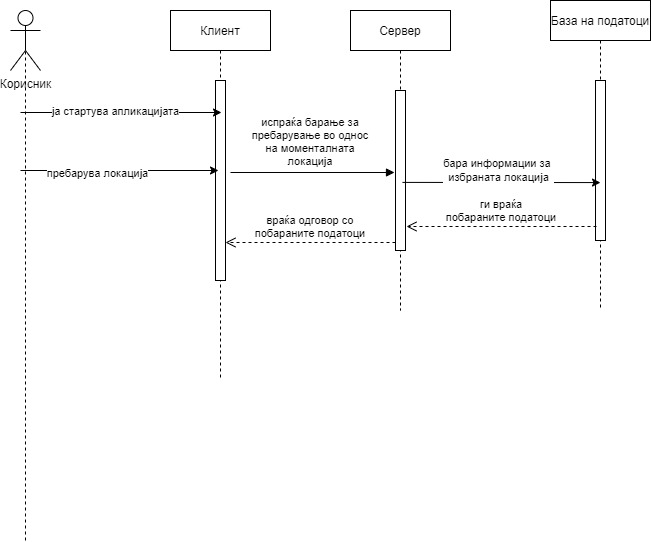 Корисник
Клиент
Сервер
База на податоци
ја стартува апликацијата
испраќа барање за
пребарување во однос
на моменталната
локација
пребарува локација
бара информации за
избраната локација
ги враќа
побараните податоци
враќа одговор со
побараните податоци